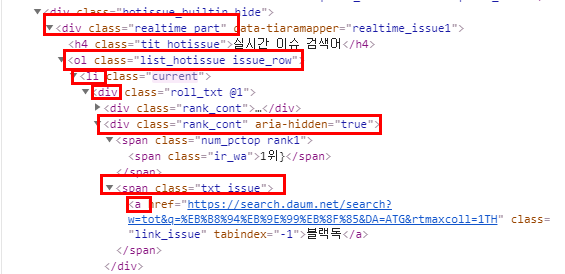 <div class="hotissue_builtin hide">
▼<div class="realtime_part" data-tiaramapper="realtime_issue1">
<h4 class="tit_hotissue">실시간 이슈 검색어</h4>
▼<ol class="list_hotissue issue_row">
▼<li class="current">
▼<div class="roll_txt @1">
▶<div class="rank_cont">…</div>
▼<div class="rank_cont" aria-hidden="true">
▼<span class="num_pctop rank1">
<span class="ir_wa">1위}</span>
</span>
▼<span class="txt_issue">
<a href="https://search.daum.net/search?
w=tot&q=%EB%B8%94%EB%9E%99%EB%8F%85&DA=ATG&rtmaxcoll=1TH" class=
"link_issue" tabindex="-1">블랙독</a>
</span>
</div>